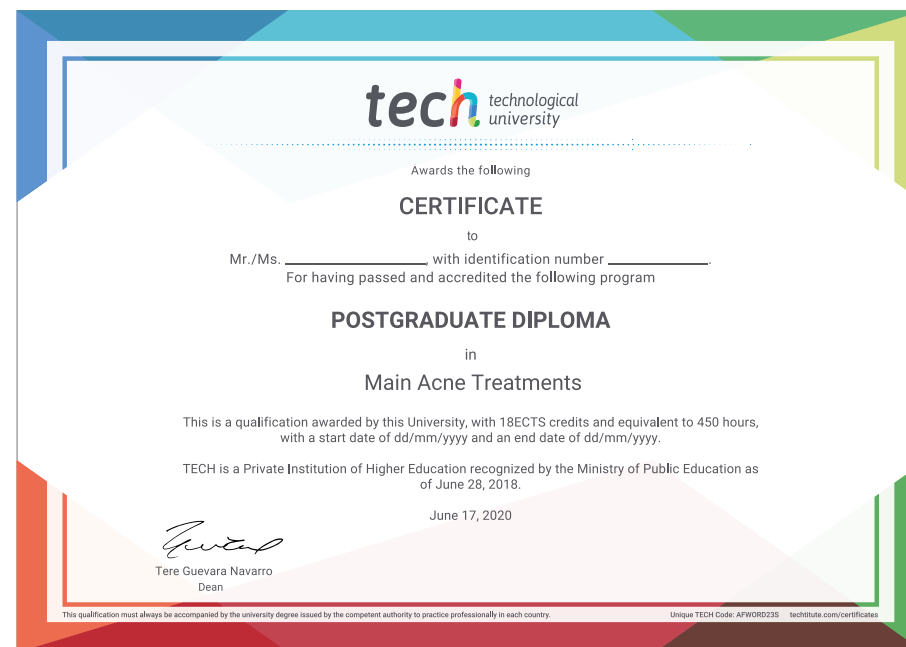 tech technological
university
Awards the following
CERTIFICATE
to
Mr./Ms. ____________________, with identification number ______________.
For having passed and accredited the following program
POSTGRADUATE DIPLOMA
in
Main Acne Treatments
This is a qualification awarded by this University, with 18ECTS credits and equivalent to 450 hours,
with a start date of dd/mm/yyyy and an end date of dd/mm/yyyy.
TECH is a Private Institution of Higher Education recognized by the Ministry of Public Education as
of June 28, 2018.
June 17, 2020
Tere Guevara Navarro
Dean
This qualification must always be accompanied by the university degree issued by the competent authority to practice professionally in each country. Unique TECH Code: AFWORD23S techtitute.com/certificates